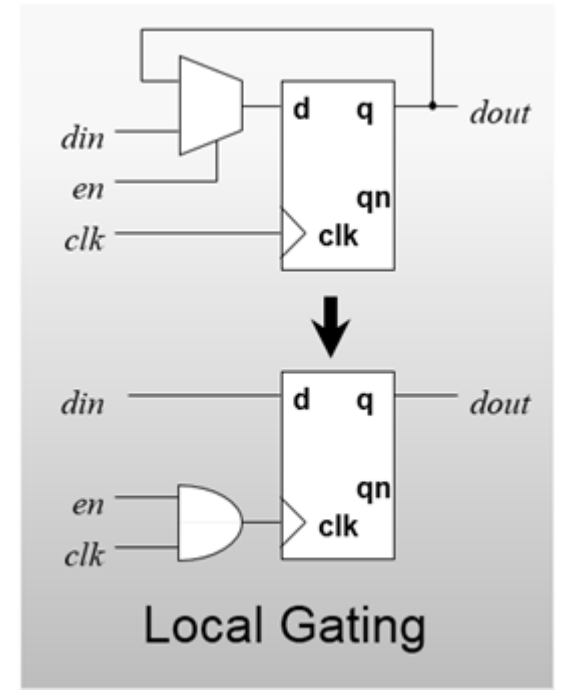 d q
dout
din
en
qn
clk
clk
din
d q
dout
qn
en
clk
clk
Local Gating